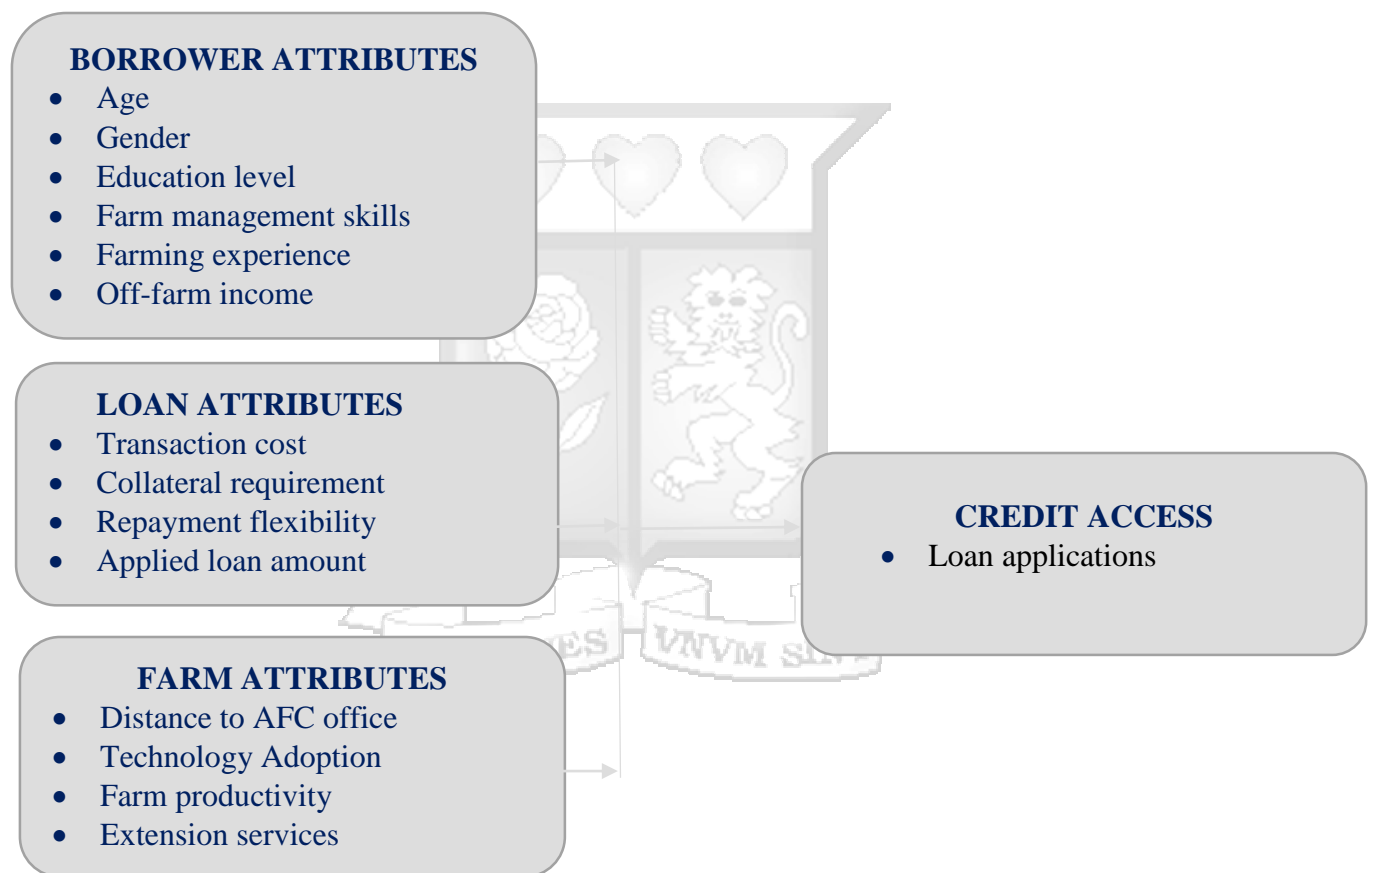 BORROWER ATTRIBUTES
• Age
• Gender
• Education level
• Farm management skills
• Farming experience
• Off-farm income
LOAN ATTRIBUTES
• Transaction cost
• Collateral requirement
• Repayment flexibility
• Applied loan amount
CREDIT ACCESS
• Loan applications
VNVM
FARM ATTRIBUTES
• Distance to AFC office
• Technology Adoption
• Farm productivity
• Extension services